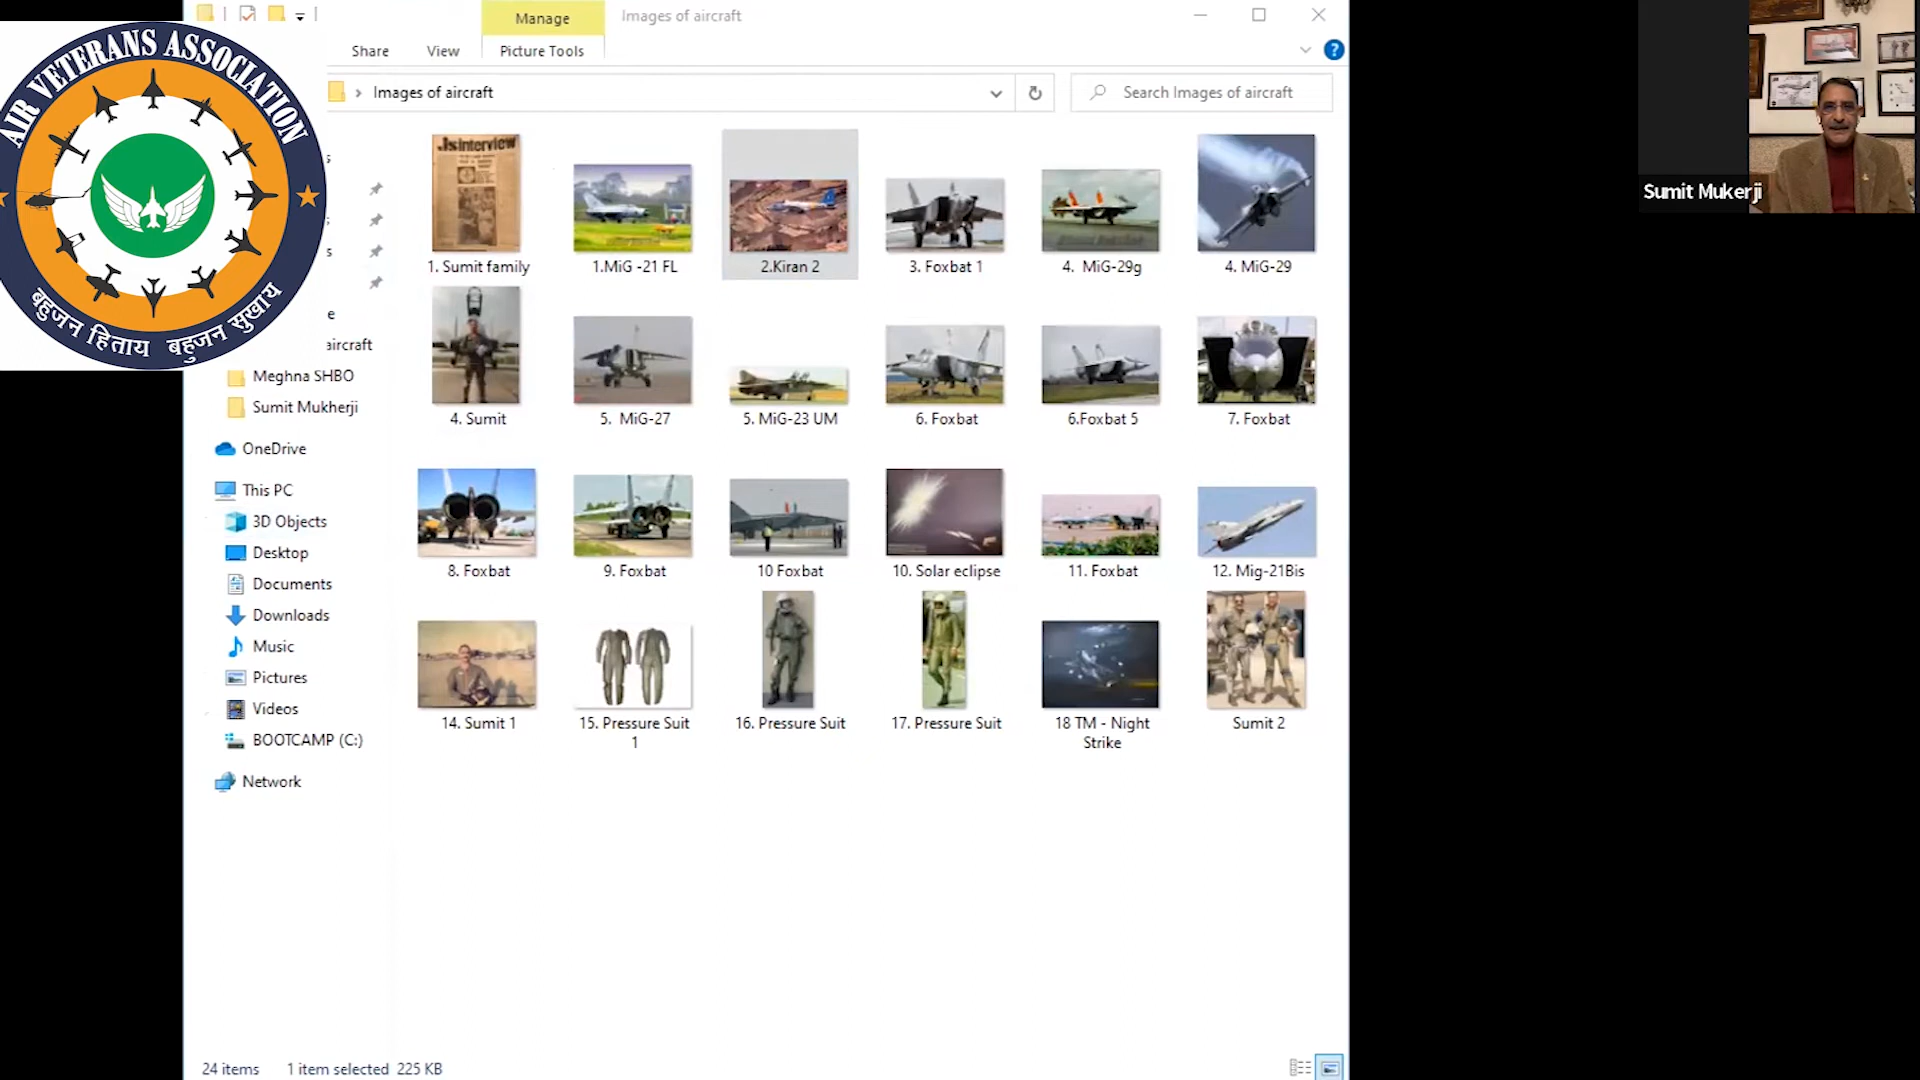 Manage
Images of aircraft
Share
View
Picture Tools
Images of aircraft
Search Images of aircraft
AIR VETERANS ASSOCIATION
बहुजन हिताय बहुजन सुखाय
Sumit Mukerji
aircraft
Meghna SHBO
Sumit Mukherji
OneDrive
This PC
3D Objects
Desktop
Documents
Downloads
Music
Pictures
Videos
BOOTCAMP (C:)
Network
.Jsinterview
1. Sumit family
1.MiG -21 FL
2.Kiran 2
3. Foxbat 1
4. MiG-29g
4. MiG-29
4. Sumit
5. MiG-27
5. MiG-23 UM
6. Foxbat
6.Foxbat 5
7. Foxbat
8. Foxbat
9. Foxbat
10 Foxbat
10. Solar eclipse
11. Foxbat
12. Mig-21Bis
14. Sumit 1
15. Pressure Suit
1
16. Pressure Suit
17. Pressure Suit
18 TM - Night
Strike
Sumit 2
24 items
1 item selected 225 KB